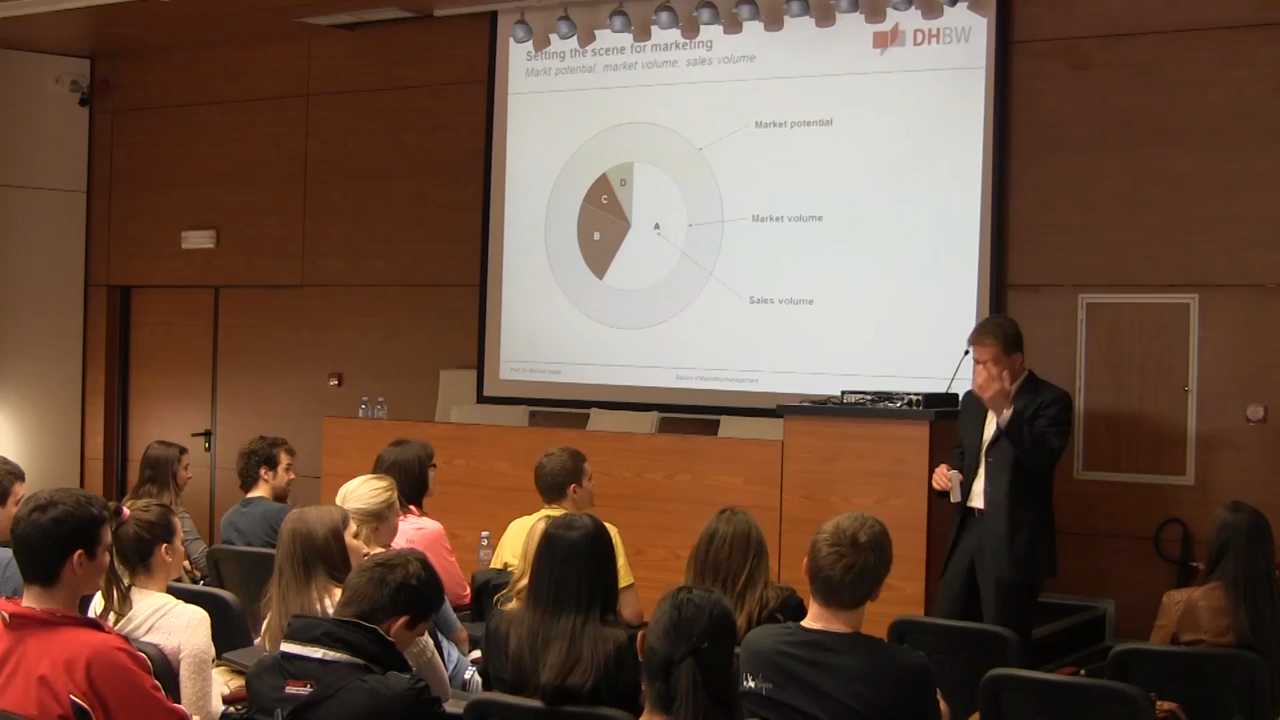 Setting the scene for marketing
Markt potential, market volume, sales volume
DHBW
Market potential
D
C
Market volume
A
B
Sales volume